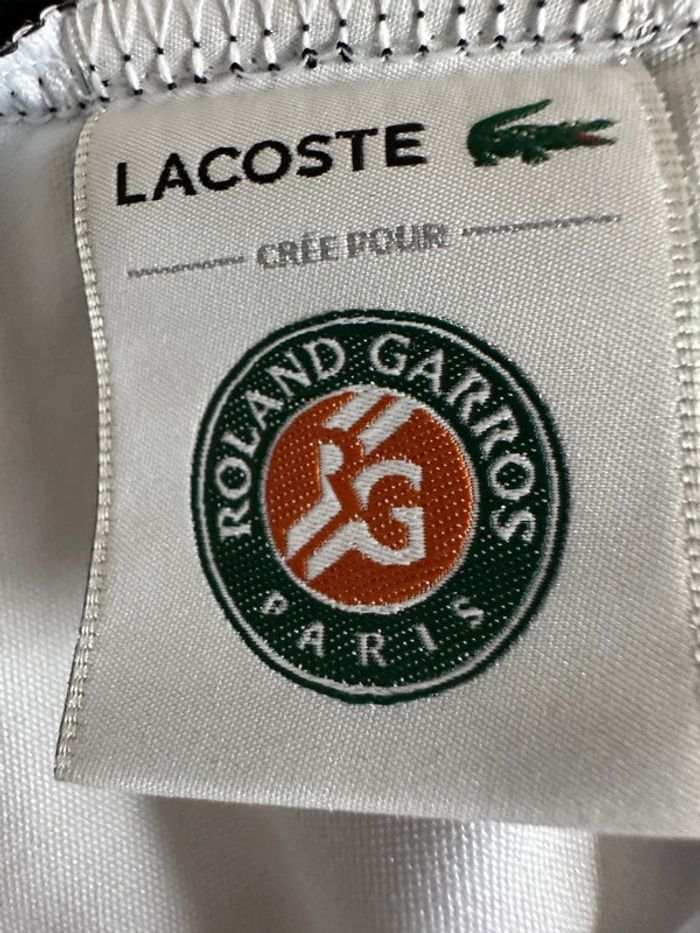 LACOSTE
CRÉE POUR
ROLAND GARROS
RG
PARIS